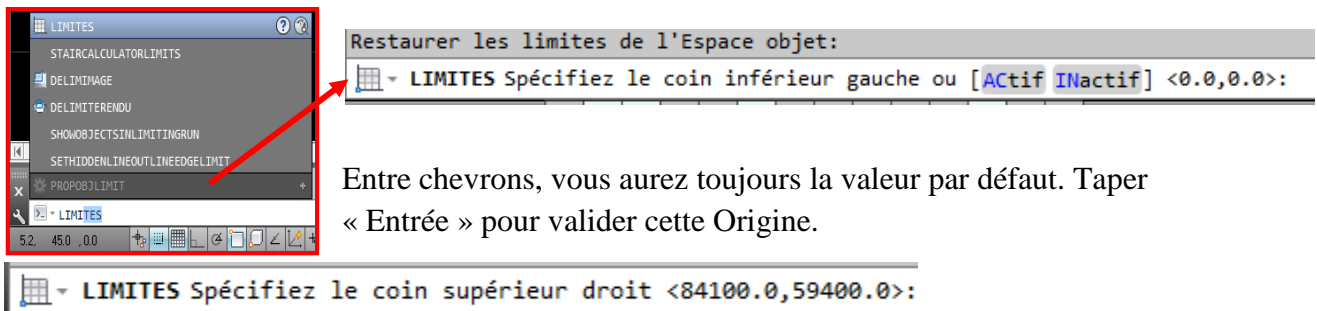 LIMITES
STAIRCALCULATORLIMITS
DELIMIMAGE
DELIMITERENDU
SHOWOBJECTSINLIMITINGRUN
SETHIDDENLINEOUTLINEEDGELIMIT
PROPOBJLIMIT +
LIMITES
5.2, 45.0 , 0.0
Restaurer les limites de l'Espace objet:
LIMITES Spécifiez le coin inférieur gauche ou [ACtif INactif] <0.0,0.0>:
Entre chevrons, vous aurez toujours la valeur par défaut. Taper
« Entrée » pour valider cette Origine.
LIMITES Spécifiez le coin supérieur droit <84100.0,59400.0>: